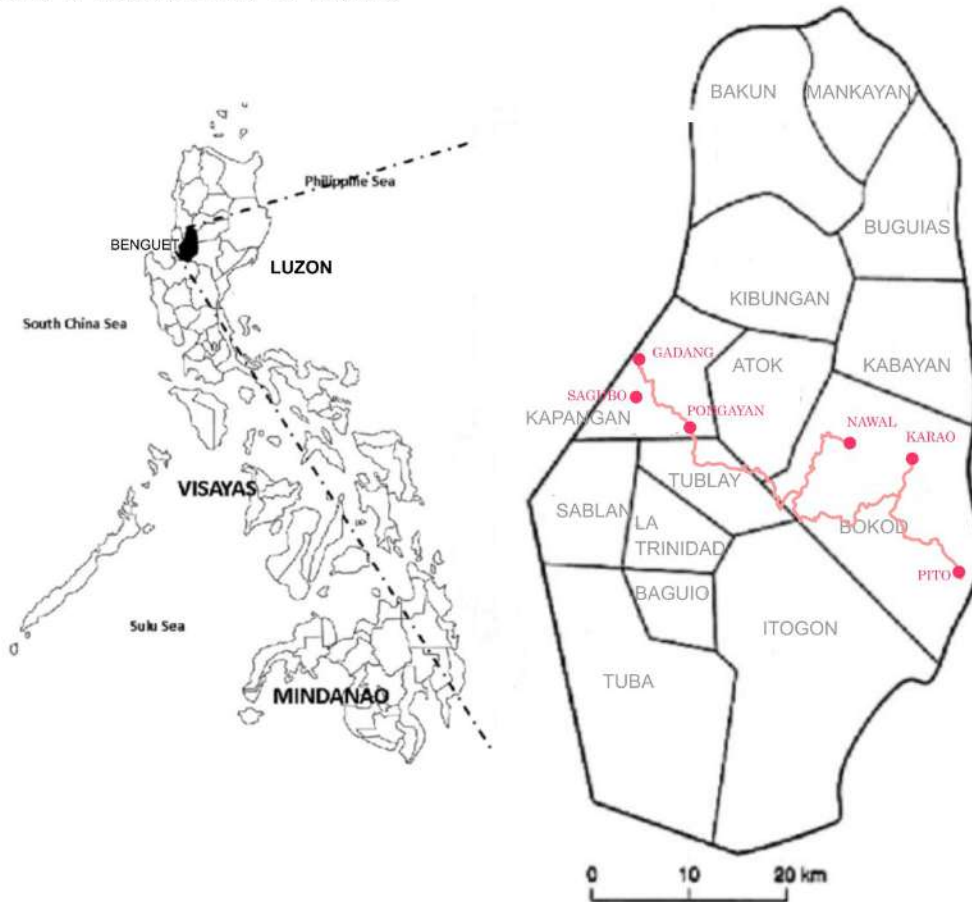 Philippine Sea
BENGUET
LUZON
South China Sea
VISAYAS
Sulu Sea
MINDANAO
BAKUN
MANKAYAN
BUGUIAS
KIBUNGAN
GADANG
ATOK
KABAYAN
SAGUBO
KAPANGAN
PONGAYAN
NAWAL
KARAO
TUBLAY
SABLAN
LA
TRINIDAD
BOKOD
PITO
BAGUIO
ITOGON
TUBA
0 10 20 km